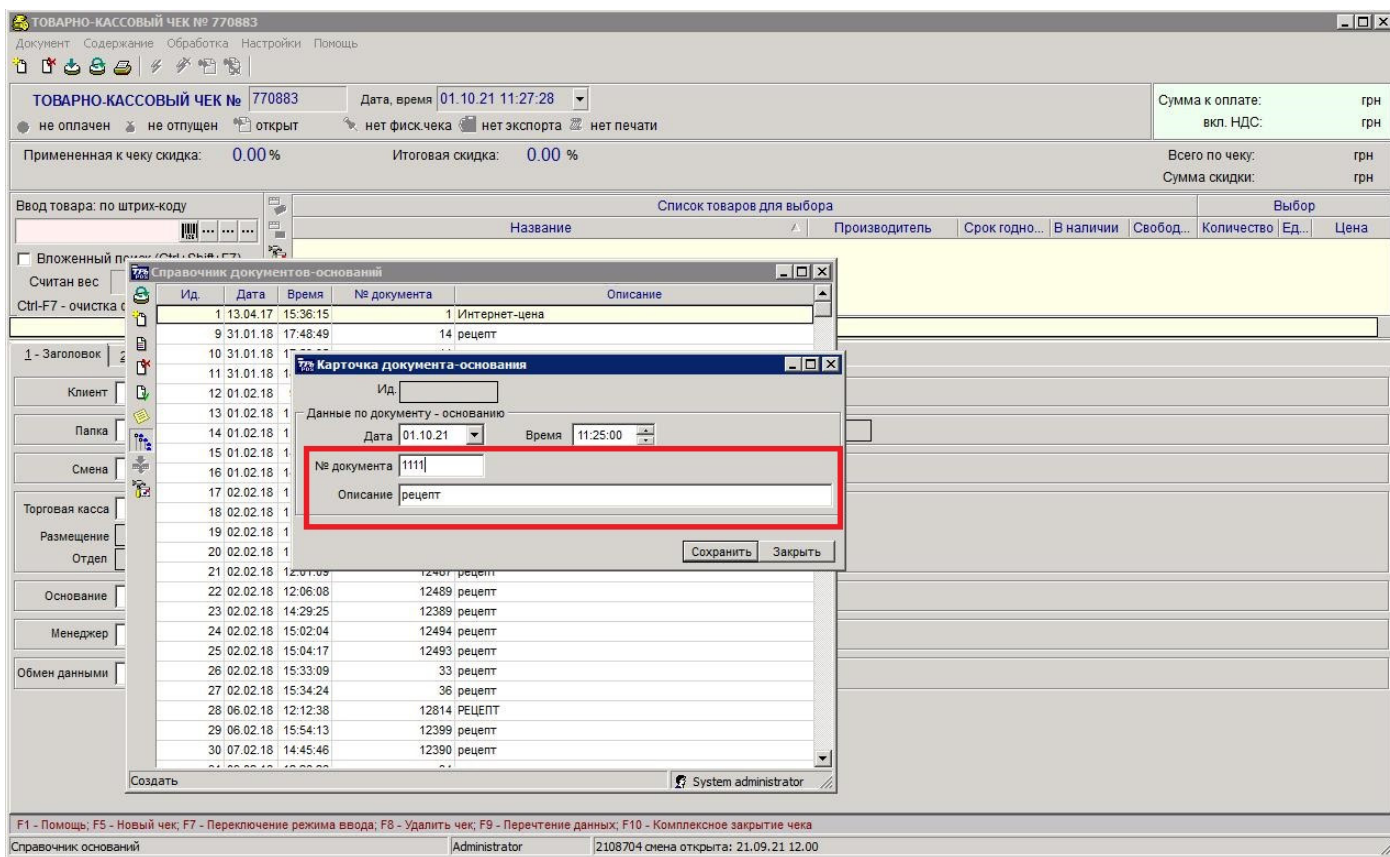 ТОВАРНО-КАССОВЫЙ ЧЕК № 770883
Документ Содержание Обработка Настройки Помощь
ТОВАРНО-КАССОВЫЙ ЧЕК № 770883 Дата, время 01.10.21 11:27:28 Сумма к оплате: грн
не оплачен не отпущен открыт нет фиск.чека нет экспорта нет печати вкл. НДС: грн
Примененная к чеку скидка: 0.00 % Итоговая скидка: 0.00 % Всего по чеку: грн
Сумма скидки: грн
Ввод товара: по штрих-коду Список товаров для выбора Выбор
... ... ... Название Производитель Срок годно... В наличии Свобод... Количество Ед... Цена
Вложенный
Считан вес
Ctrl-F7 - очистка
1 - Заголовок
Клиент
Папка
Смена
Торговая касса
Размещение
Отдел
Основание
Менеджер
Обмен данными
Справочник документов-оснований
Ид. Дата Время № документа Описание
1 13.04.17 15:36:15 1 Интернет-цена
9 31.01.18 17:48:49 14 рецепт
10 31.01.18
11 31.01.18
12 01.02.18
13 01.02.18
14 01.02.18
15 01.02.18
16 01.02.18
17 02.02.18
18 02.02.18
19 02.02.18
20 02.02.18
21 02.02.18 12:01:09 12487 рецепт
22 02.02.18 12:06:08 12489 рецепт
23 02.02.18 14:29:25 12389 рецепт
24 02.02.18 15:02:04 12494 рецепт
25 02.02.18 15:04:17 12493 рецепт
26 02.02.18 15:33:09 33 рецепт
27 02.02.18 15:34:24 36 рецепт
28 06.02.18 12:12:38 12814 РЕЦЕПТ
29 06.02.18 15:54:13 12399 рецепт
30 07.02.18 14:45:46 12390 рецепт
Создать System administrator
Карточка документа-основания
Ид.
Данные по документу - основанию
Дата 01.10.21 Время 11:25:00
№ документа 1111
Описание рецепт
Сохранить Закрыть
F1 - Помощь; F5 - Новый чек; F7 - Переключение режима ввода; F8 - Удалить чек; F9 - Перечтение данных; F10 - Комплексное закрытие чека
Справочник оснований Administrator 2108704 смена открыта: 21.09.21 12.00